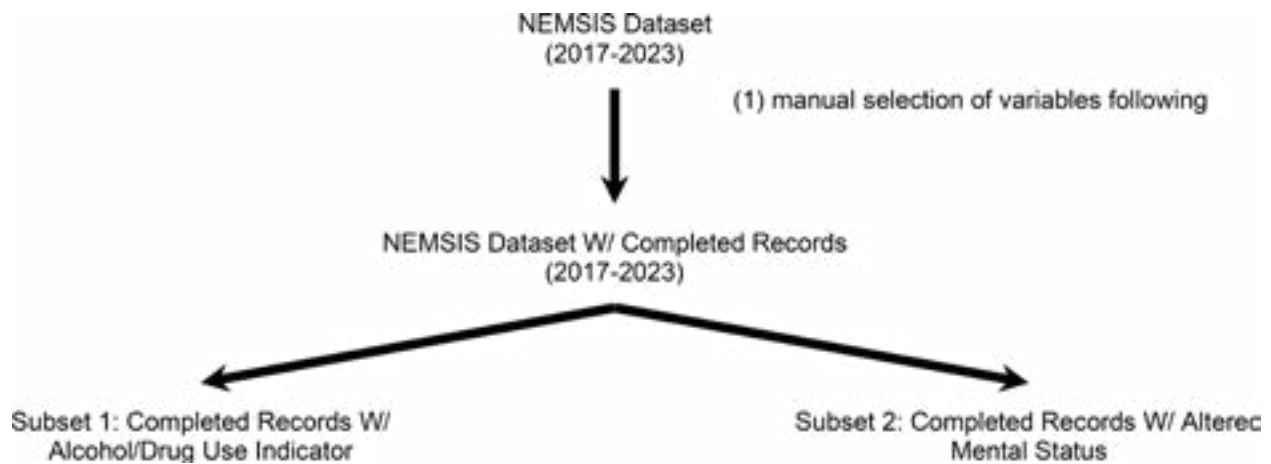 NEMSIS Dataset
(2017-2023)
(1) manual selection of variables following
NEMSIS Dataset W/ Completed Records
(2017-2023)
Subset 1: Completed Records W/
Alcohol/Drug Use Indicator
Subset 2: Completed Records W/ Alterec
Mental Status